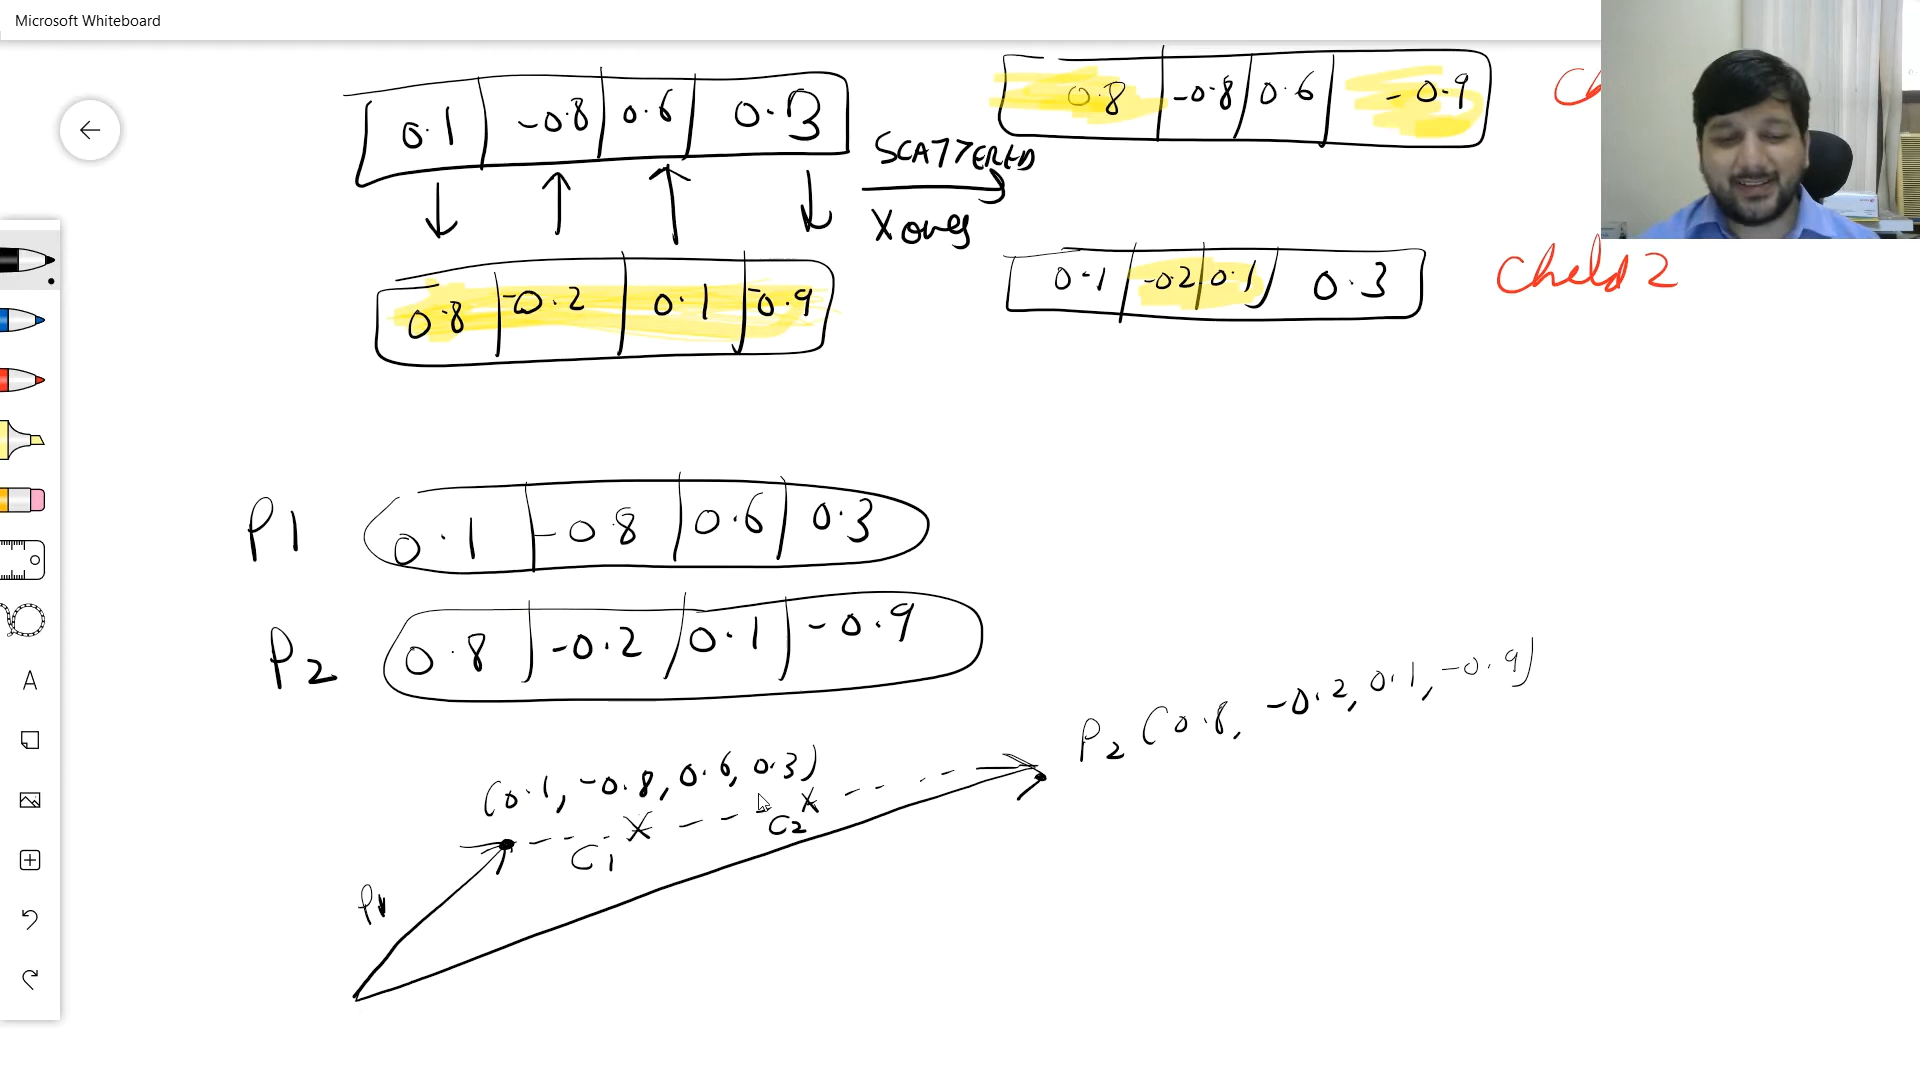 Microsoft Whiteboard
0.1 -0.8 0.6 0.3
0.8 -0.8 0.6 -0.9
SCATTERED
Xover
0.8 -0.2 0.1 -0.9
0.1 -0.2 0.1 0.3
Child 2
P1 0.1 -0.8 0.6 0.3
P2 0.8 -0.2 0.1 -0.9
P2 (0.8, -0.2, 0.1, -0.9)
(0.1, -0.8, 0.6, 0.3)
C1
C2
P1
A